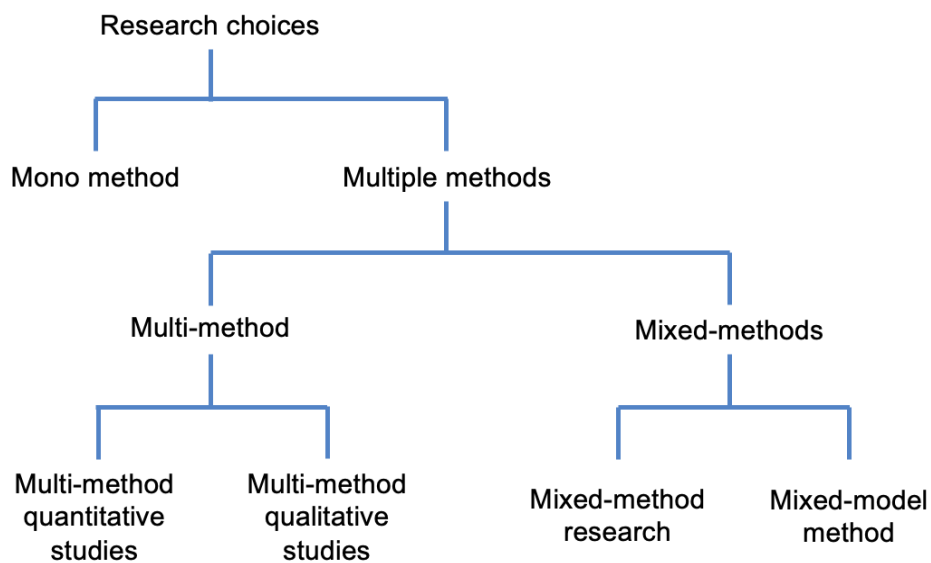 Research choices
Mono method
Multiple methods
Multi-method
Mixed-methods
Multi-method
quantitative
studies
Multi-method
qualitative
studies
Mixed-method
research
Mixed-model
method